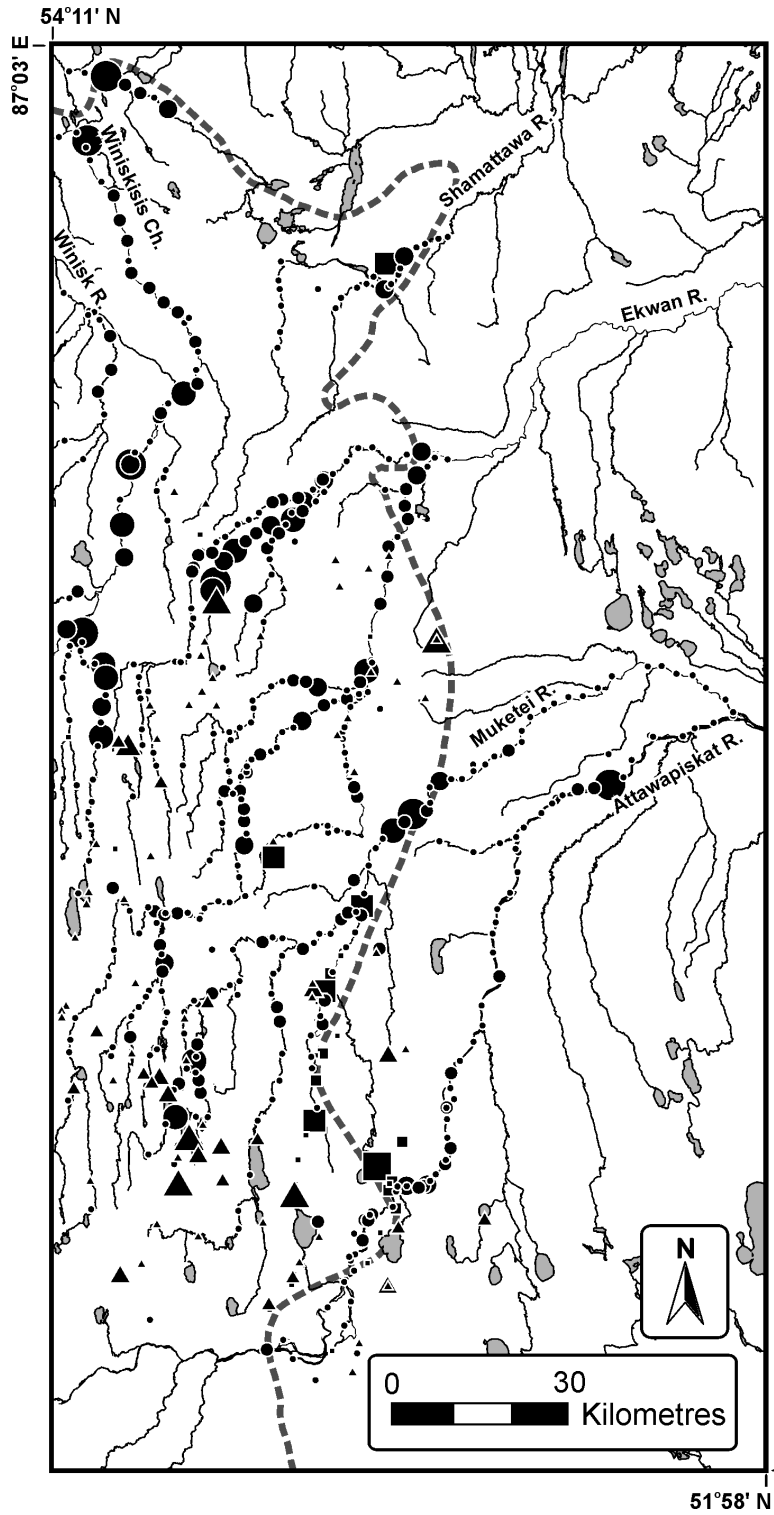 54°11' N
87°03' E
Winiskisis Ch.
Shamattawa R.
Winisk R.
Ekwan R.
Muketei R.
Attawapiskat R.
N
0 30
Kilometres
51°58' N